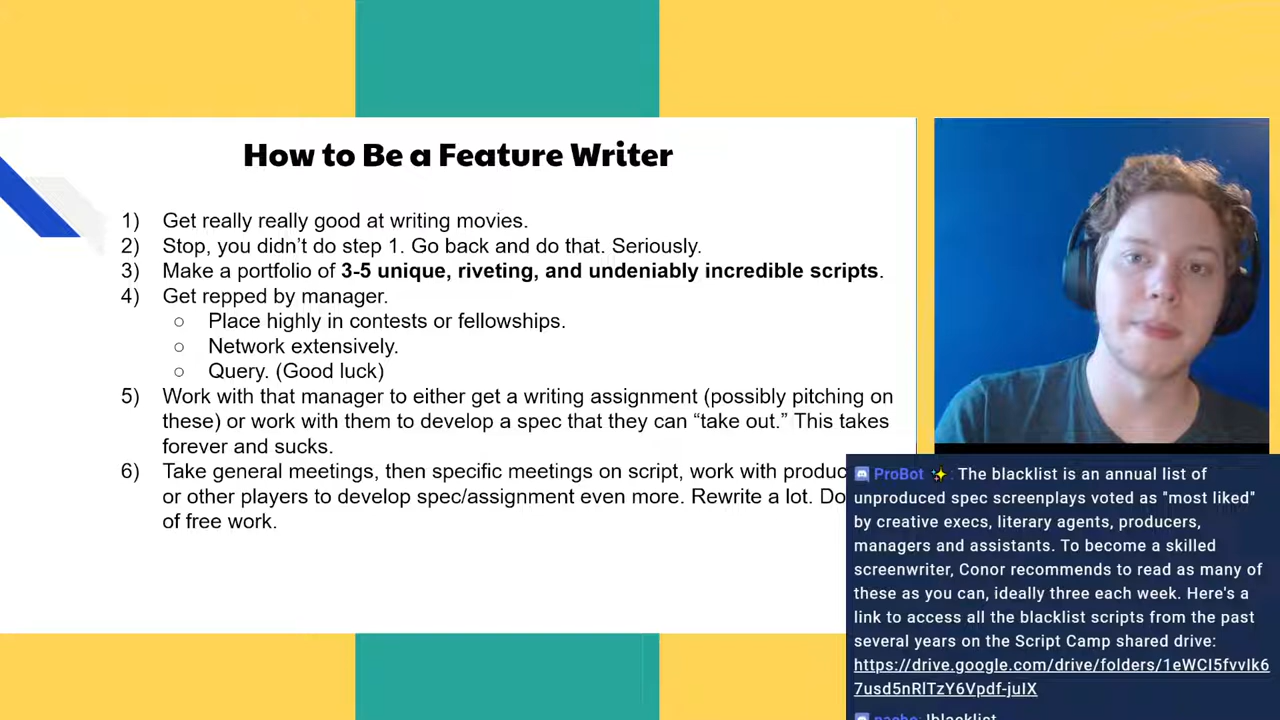 How to Be a Feature Writer
1) Get really really good at writing movies.
2) Stop, you didn’t do step 1. Go back and do that. Seriously.
3) Make a portfolio of 3-5 unique, riveting, and undeniably incredible scripts.
4) Get repped by manager.
○ Place highly in contests or fellowships.
○ Network extensively.
○ Query. (Good luck)
5) Work with that manager to either get a writing assignment (possibly pitching on
these) or work with them to develop a spec that they can “take out.” This takes
forever and sucks.
6) Take general meetings, then specific meetings on script, work with produc
or other players to develop spec/assignment even more. Rewrite a lot. Do
of free work.
ProBot ✨: The blacklist is an annual list of
unproduced spec screenplays voted as "most liked"
by creative execs, literary agents, producers,
managers and assistants. To become a skilled
screenwriter, Conor recommends to read as many of
these as you can, ideally three each week. Here's a
link to access all the blacklist scripts from the past
several years on the Script Camp shared drive:
https://drive.google.com/drive/folders/1eWCI5fvvIk6
7usd5nRlTzY6Vpdf-juIX
nacho: !blacklist